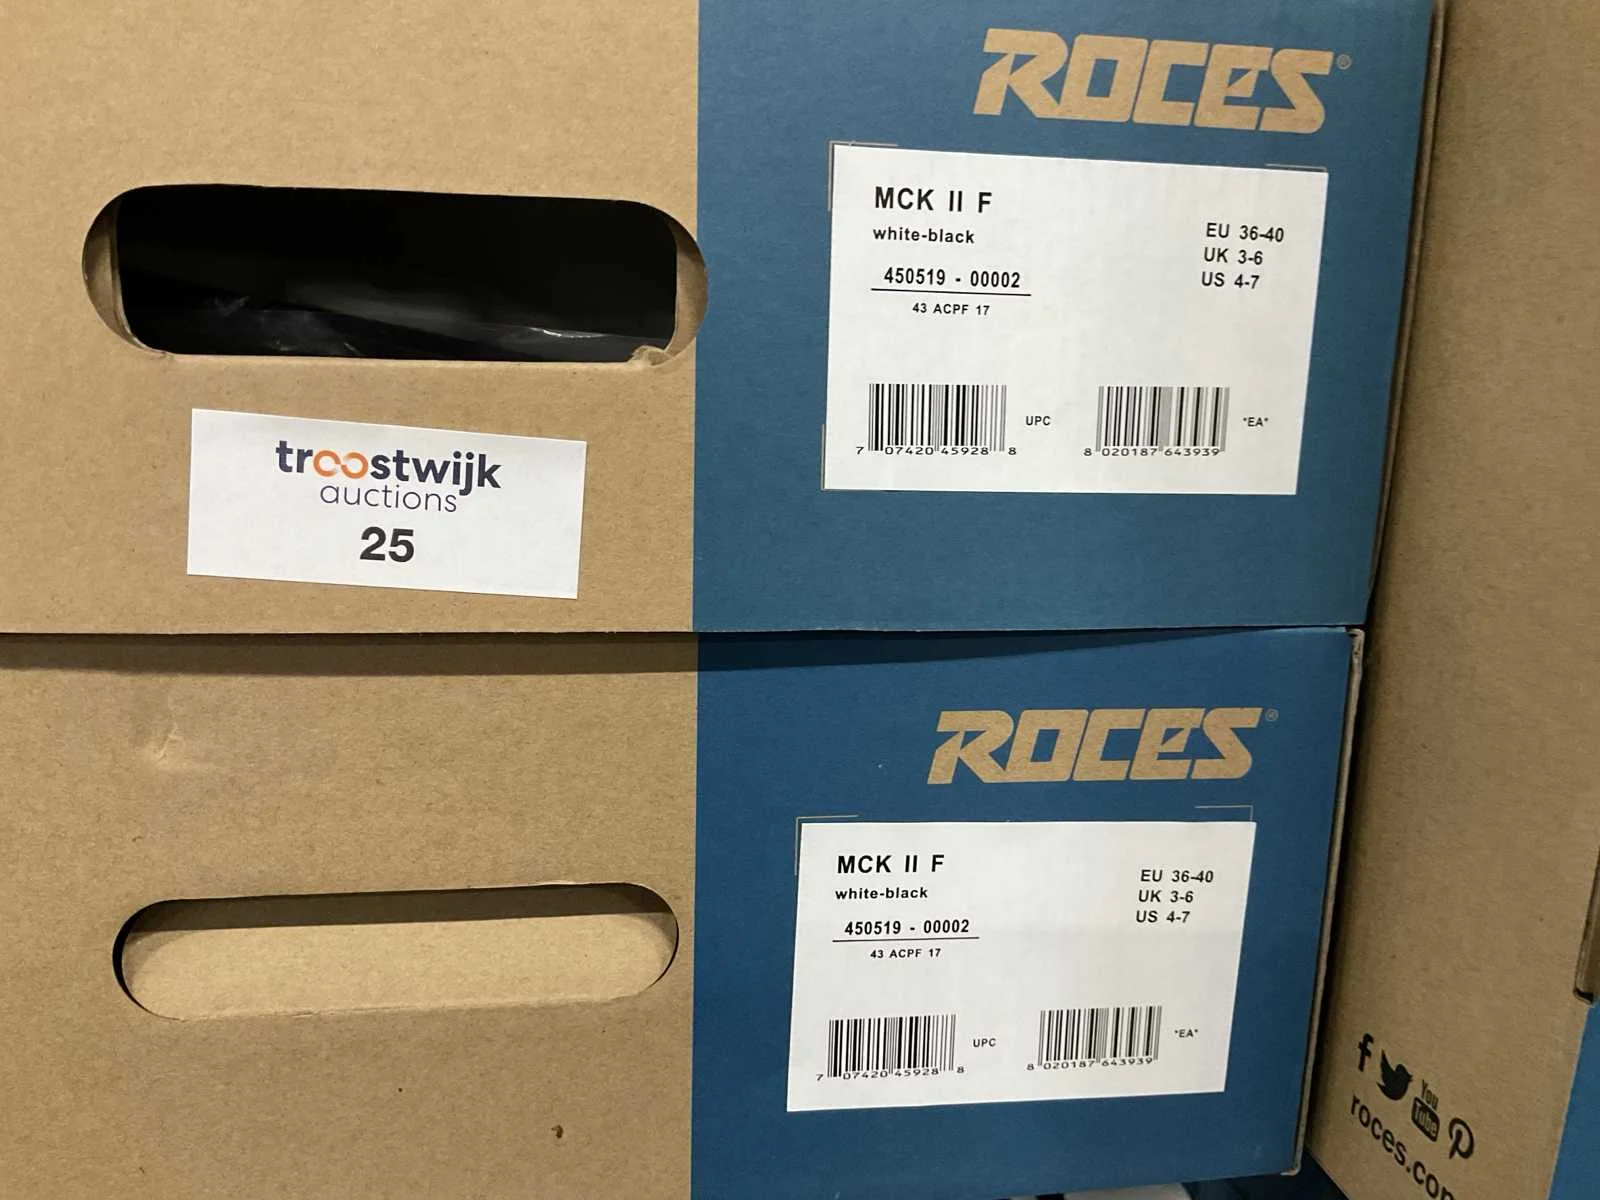 ROCES®
MCK II F
white-black
450519 - 00002
43 ACPF 17
EU 36-40
UK 3-6
US 4-7
7 07420 45928 8
UPC
8 020187 643939
*EA*
troostwijk
auctions
25
ROCES®
MCK II F
white-black
450519 - 00002
43 ACPF 17
EU 36-40
UK 3-6
US 4-7
7 07420 45928 8
UPC
8 020187 643939
*EA*
f
You
Tube
roces.com